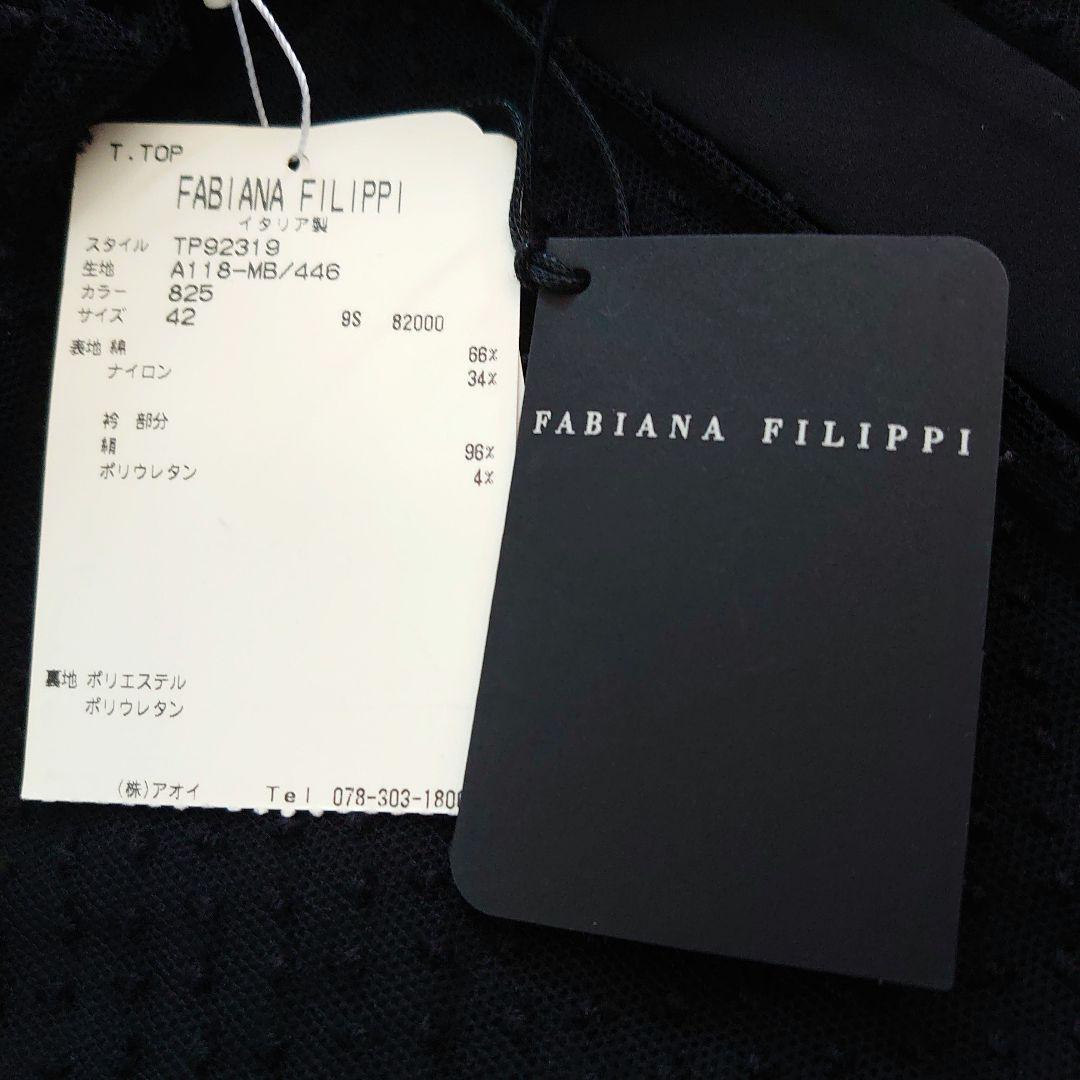 T.TOP
FABIANA FILIPPI
イタリア製
スタイル TP92319
生地 A118-MB/446
カラー 825
サイズ 42 9S 82000
表地 綿 66%
ナイロン 34%
衿 部分
絹 96%
ポリウレタン 4%
裏地 ポリエステル
ポリウレタン
(株)アオイ Tel 078-303-1800
FABIANA FILIPPI